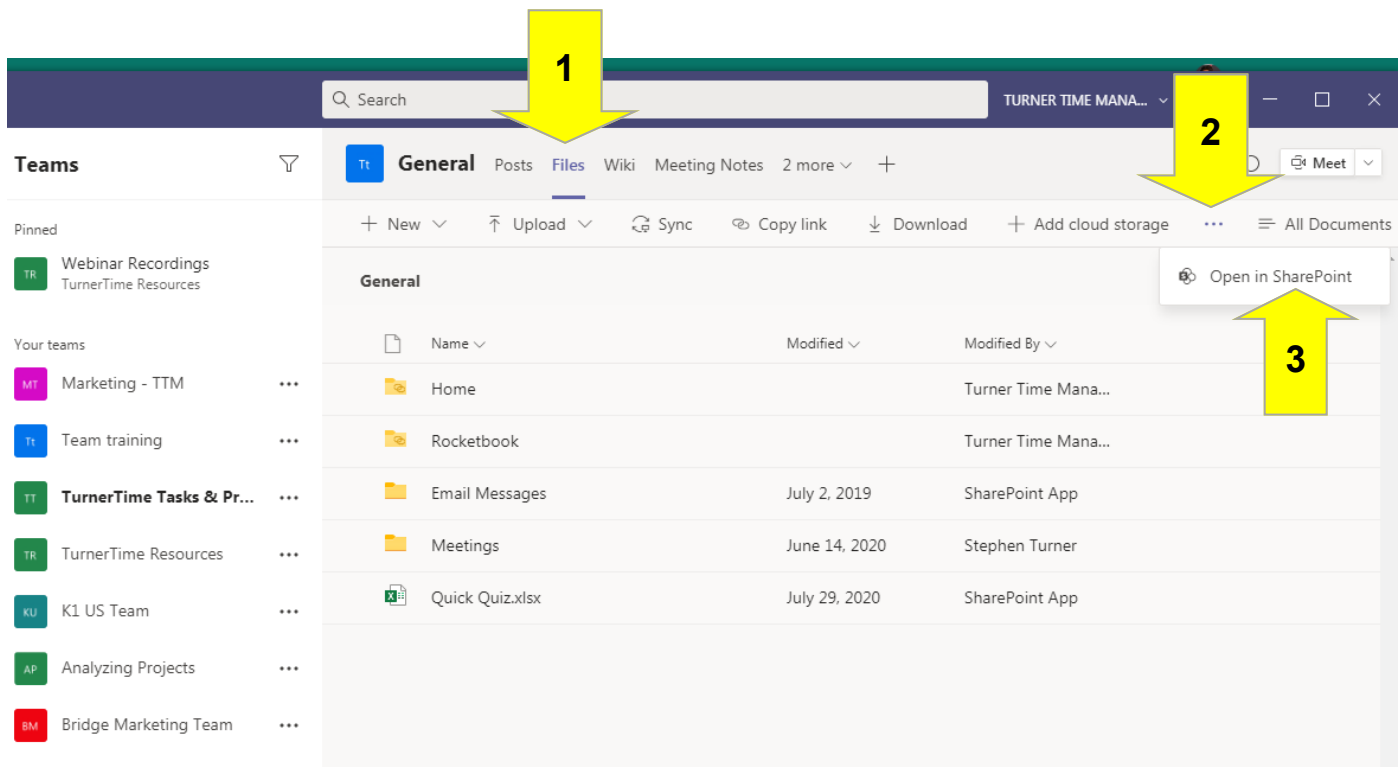 1
Search
TURNER TIME MANA...
2
Teams
Tt
General Posts Files Wiki Meeting Notes 2 more
Meet
New Upload Sync Copy link Download Add cloud storage ... All Documents
Pinned
TR
Webinar Recordings
TurnerTime Resources
General
Open in SharePoint
3
Name Modified Modified By
Your teams
MT Marketing - TTM ...
Home Turner Time Mana...
Tt Team training ...
Rocketbook Turner Time Mana...
TT TurnerTime Tasks & Pr... ...
Email Messages July 2, 2019 SharePoint App
TR TurnerTime Resources ...
Meetings June 14, 2020 Stephen Turner
KU K1 US Team ...
Quick Quiz.xlsx July 29, 2020 SharePoint App
AP Analyzing Projects ...
BM Bridge Marketing Team ...